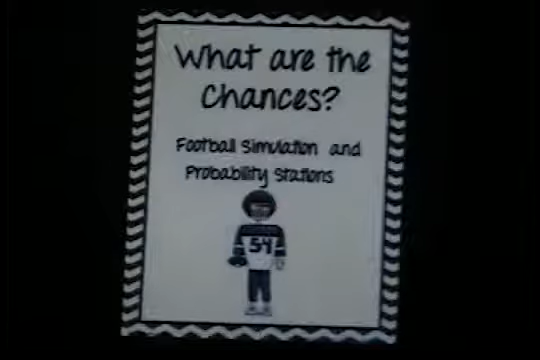 What are the
Chances?
Football Simulation and
Probability Stations
54